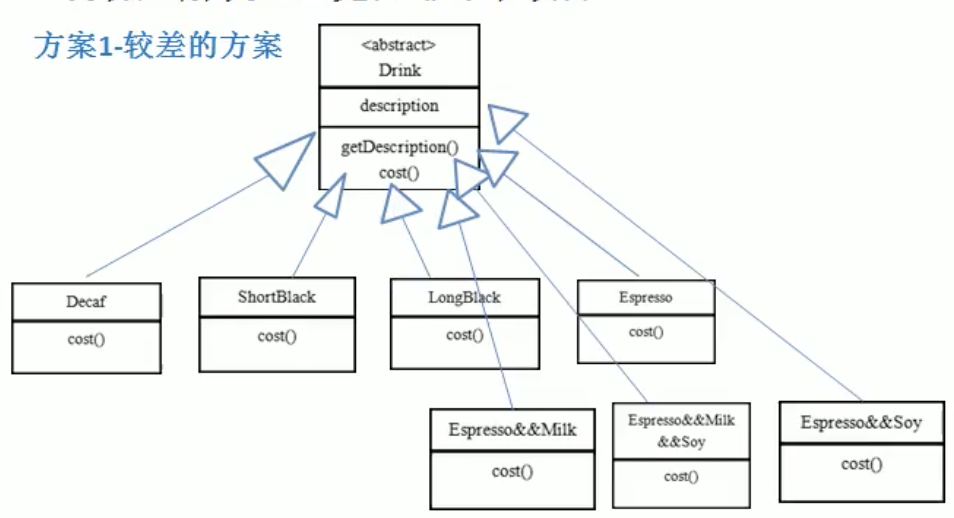 方案1-较差的方案
<abstract>
Drink
description
getDescription()
cost()
Decaf
cost()
ShortBlack
cost()
LongBlack
cost()
Espresso
cost()
Espresso&&Milk
cost()
Espresso&&Milk
&&Soy
cost()
Espresso&&Soy
cost()